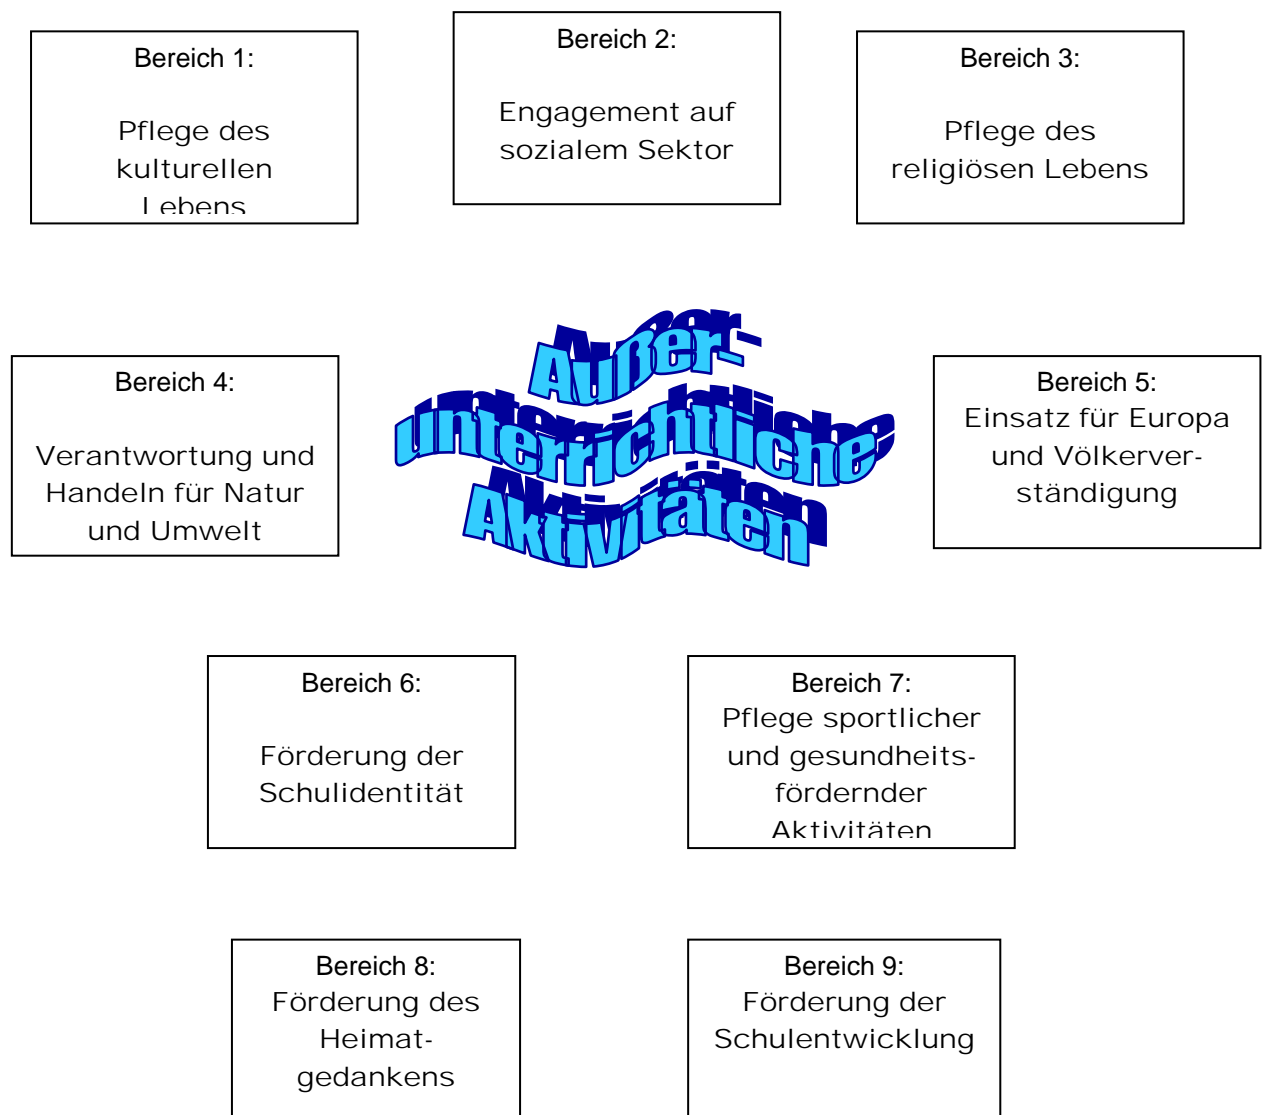 Bereich 1:
Pflege des
kulturellen
Lebens
Bereich 2:
Engagement auf
sozialem Sektor
Bereich 3:
Pflege des
religiösen Lebens
Bereich 4:
Verantwortung und
Handeln für Natur
und Umwelt
Außer-
unterrichtliche
Aktivitäten
Bereich 5:
Einsatz für Europa
und Völkerver-
ständigung
Bereich 6:
Förderung der
Schulidentität
Bereich 7:
Pflege sportlicher
und gesundheits-
fördernder
Aktivitäten
Bereich 8:
Förderung des
Heimat-
gedankens
Bereich 9:
Förderung der
Schulentwicklung